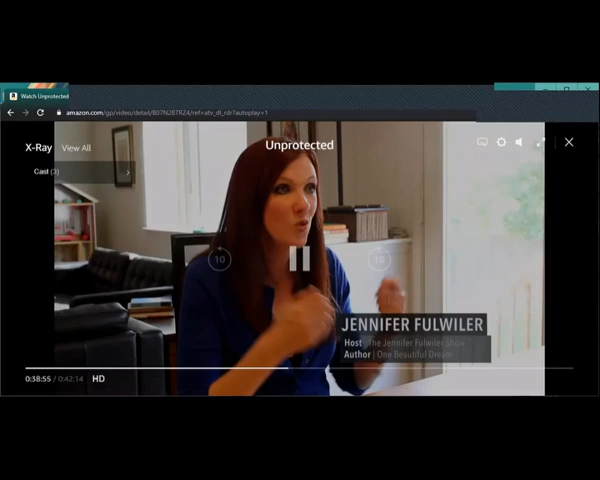 Watch Unprotected
amazon.com/gp/video/detail/B07N2B7RZ4/ref=atv_dl_rdr?autoplay=1
X-Ray View All
Unprotected
Cast (3)
10
10
JENNIFER FULWILER
Host | The Jennifer Fulwiler Show
Author | One Beautiful Dream
0:38:55 / 0:42:14 HD